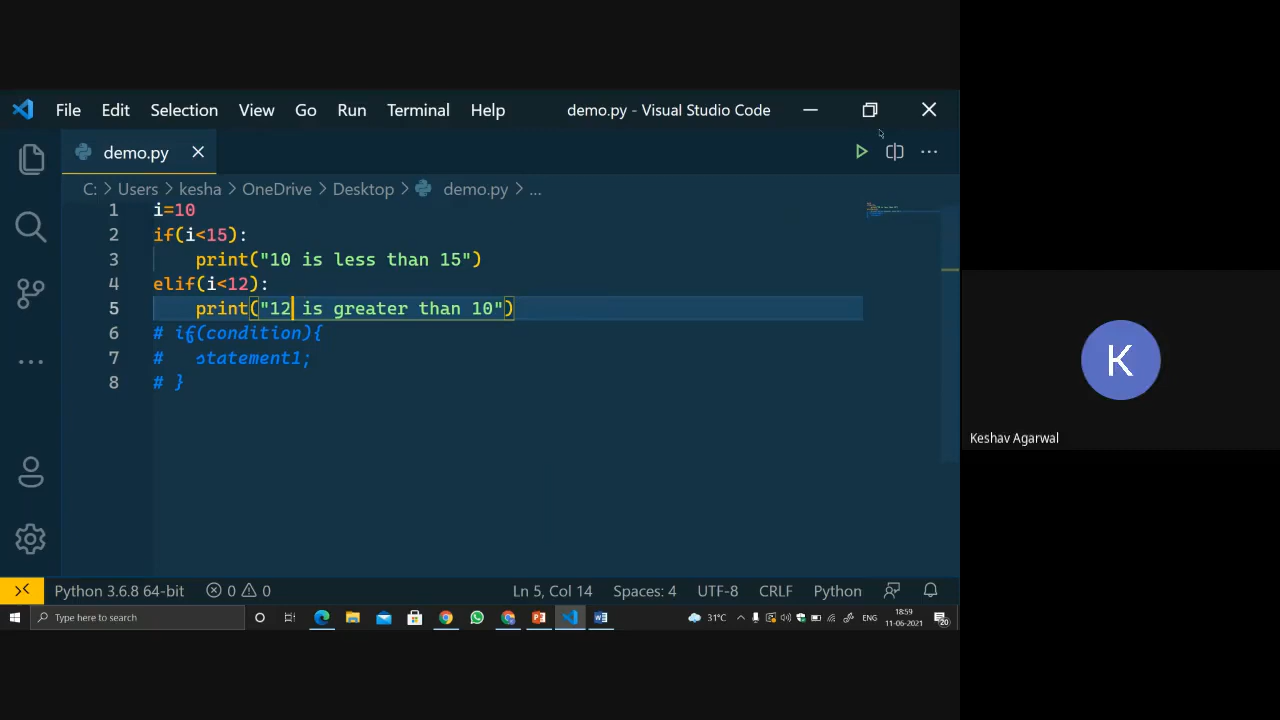 File Edit Selection View Go Run Terminal Help demo.py - Visual Studio Code
demo.py
C: > Users > kesha > OneDrive > Desktop > demo.py > ...
1 i=10
2 if(i<15):
3 print("10 is less than 15")
4 elif(i<12):
5 print("12 is greater than 10")
6 # if(condition){
7 # statement1;
8 # }
K
Keshav Agarwal
Python 3.6.8 64-bit 0 0 Ln 5, Col 14 Spaces: 4 UTF-8 CRLF Python
Type here to search 31°C ENG 18:59
11-06-2021 20